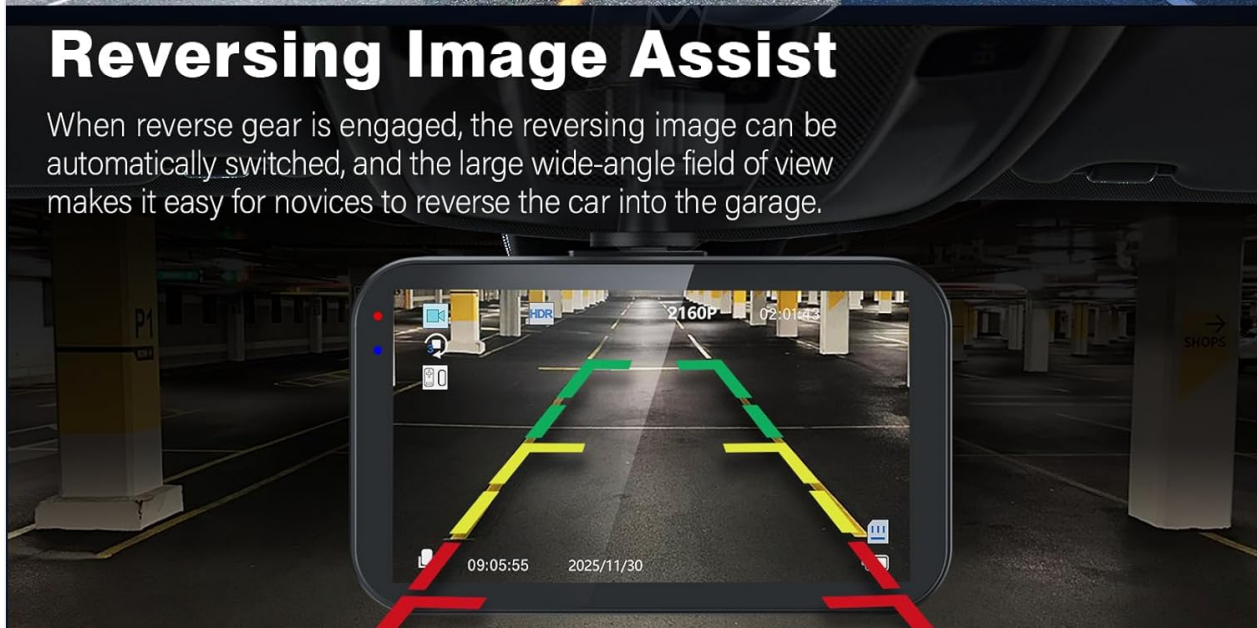 Reversing Image Assist
When reverse gear is engaged, the reversing image can be
automatically switched, and the large wide-angle field of view
makes it easy for novices to reverse the car into the garage.
P1
SHOPS
HDR
2160P
02:01:43
0
09:05:55
2025/11/30